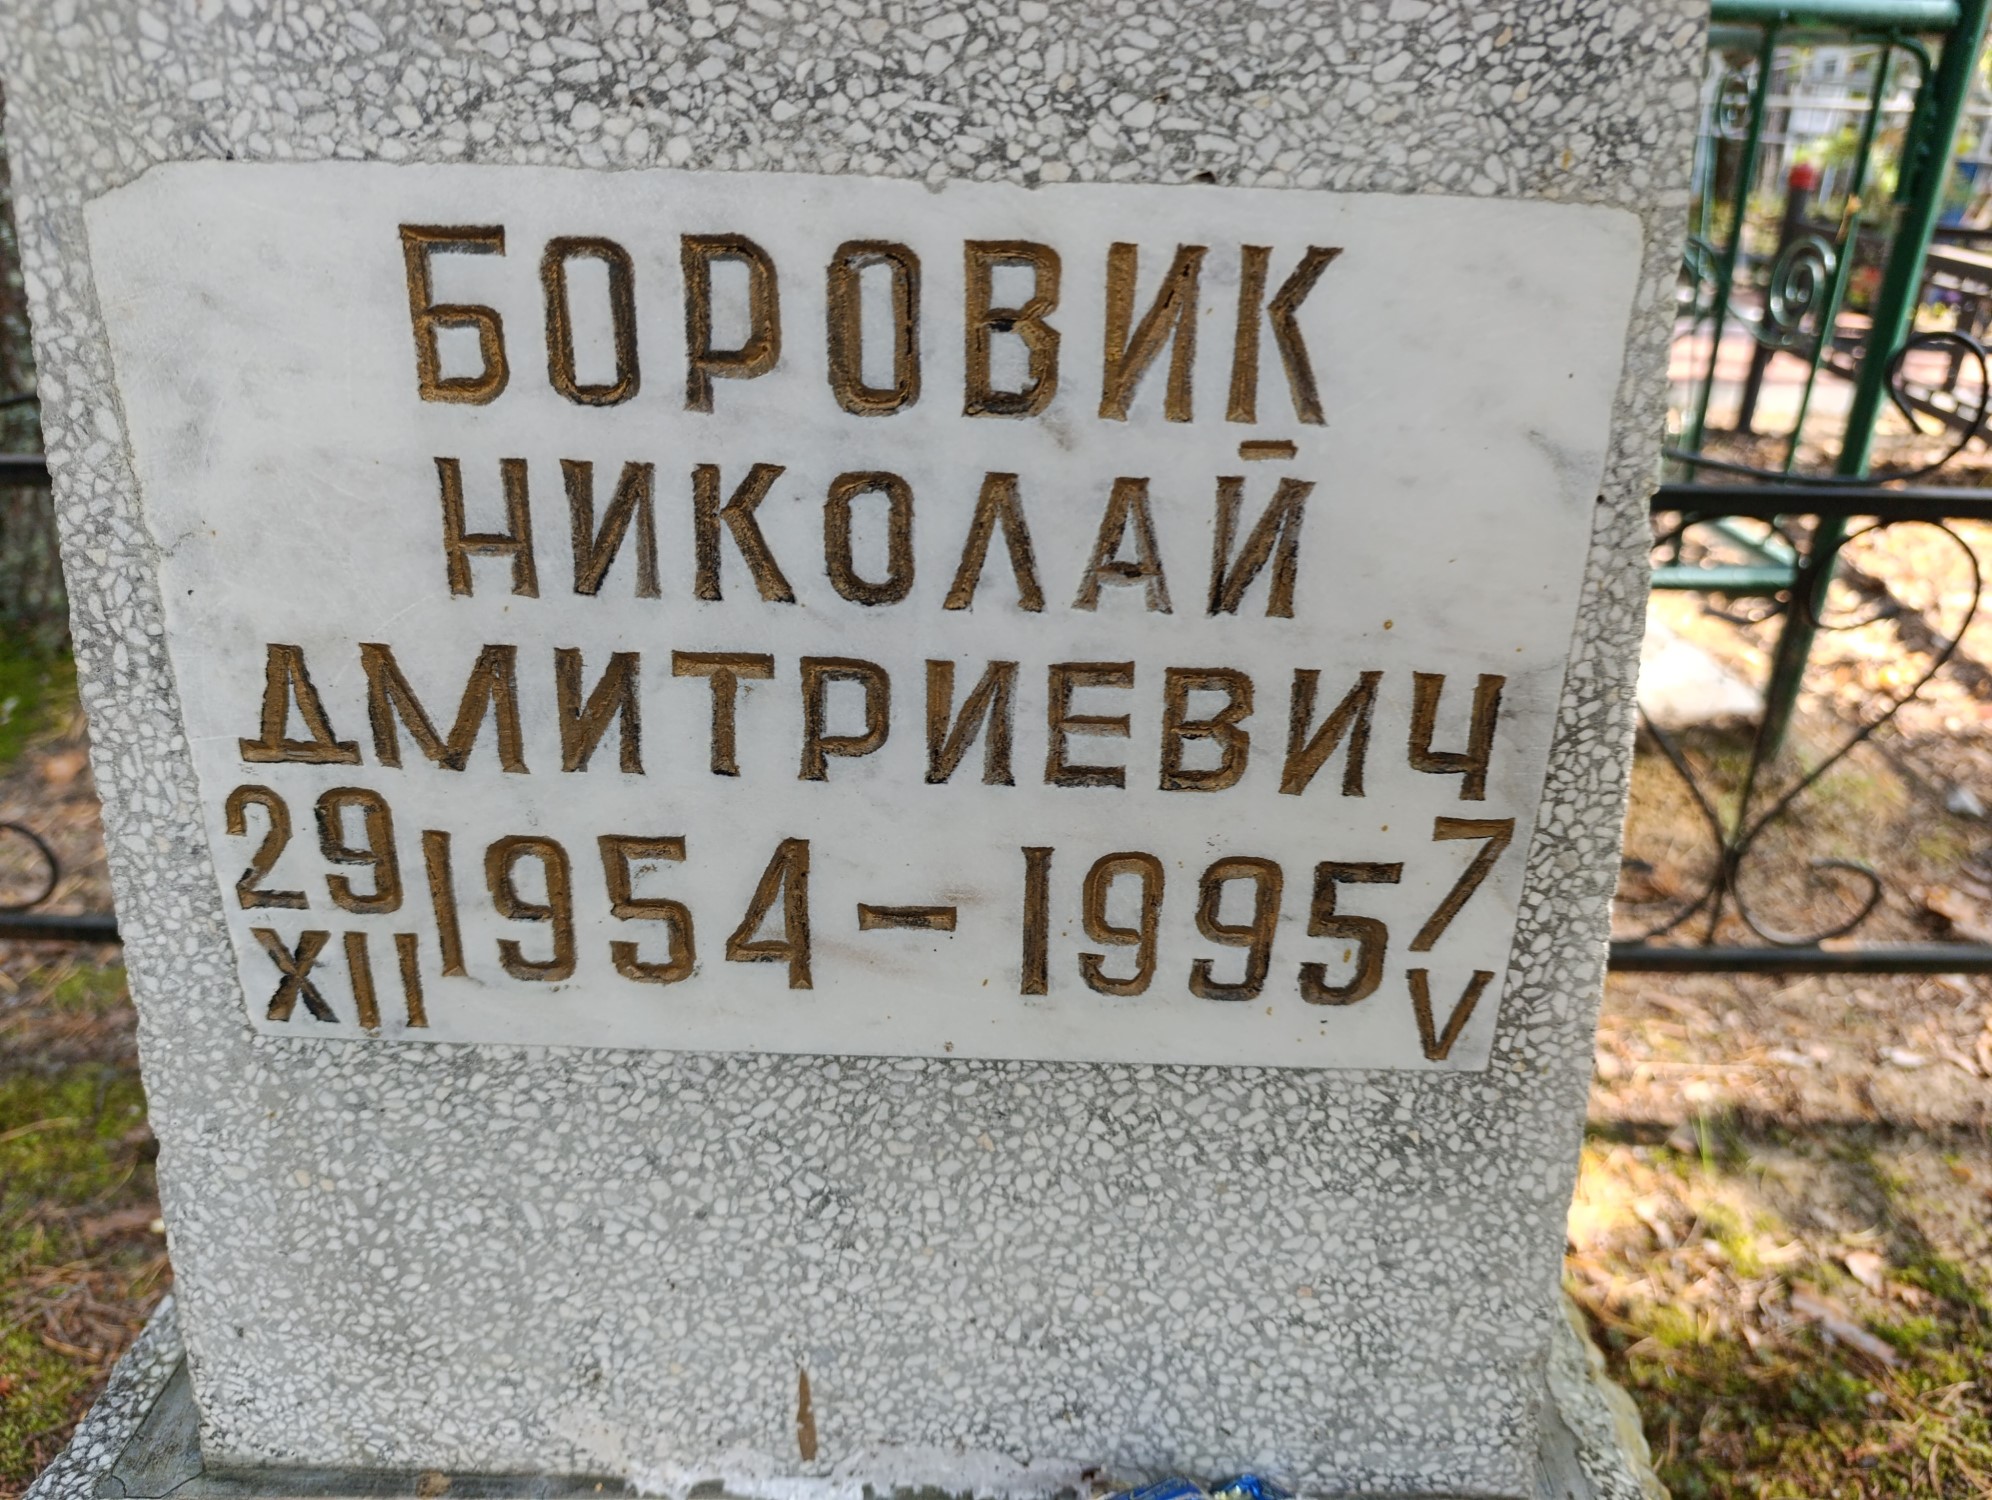 БОРОВИК
НИКОЛАЙ
ДМИТРИЕВИЧ
29 XII 1954 – 1995 7 V